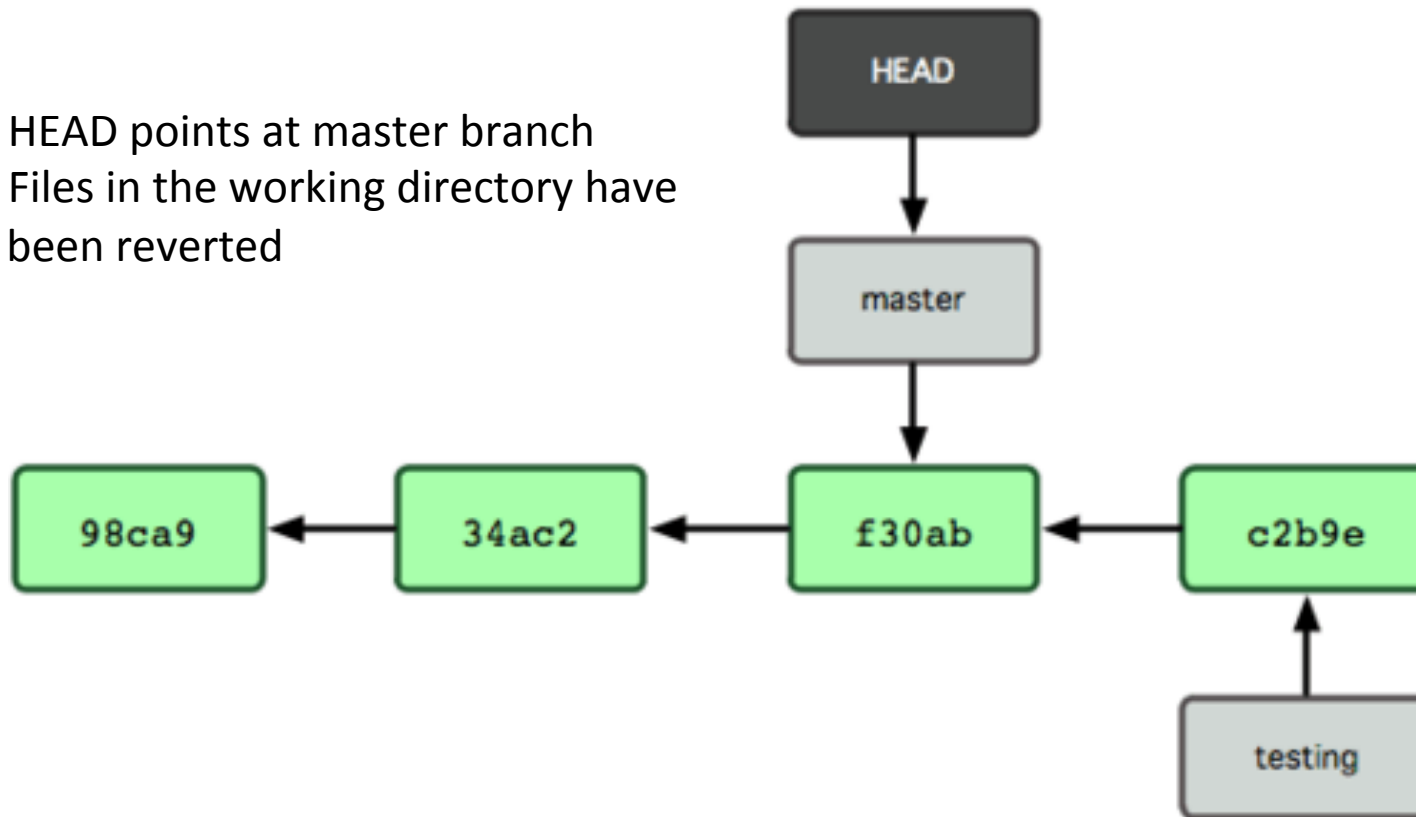 HEAD
HEAD points at master branch
Files in the working directory have
been reverted
master
98ca9
34ac2
f30ab
c2b9e
testing